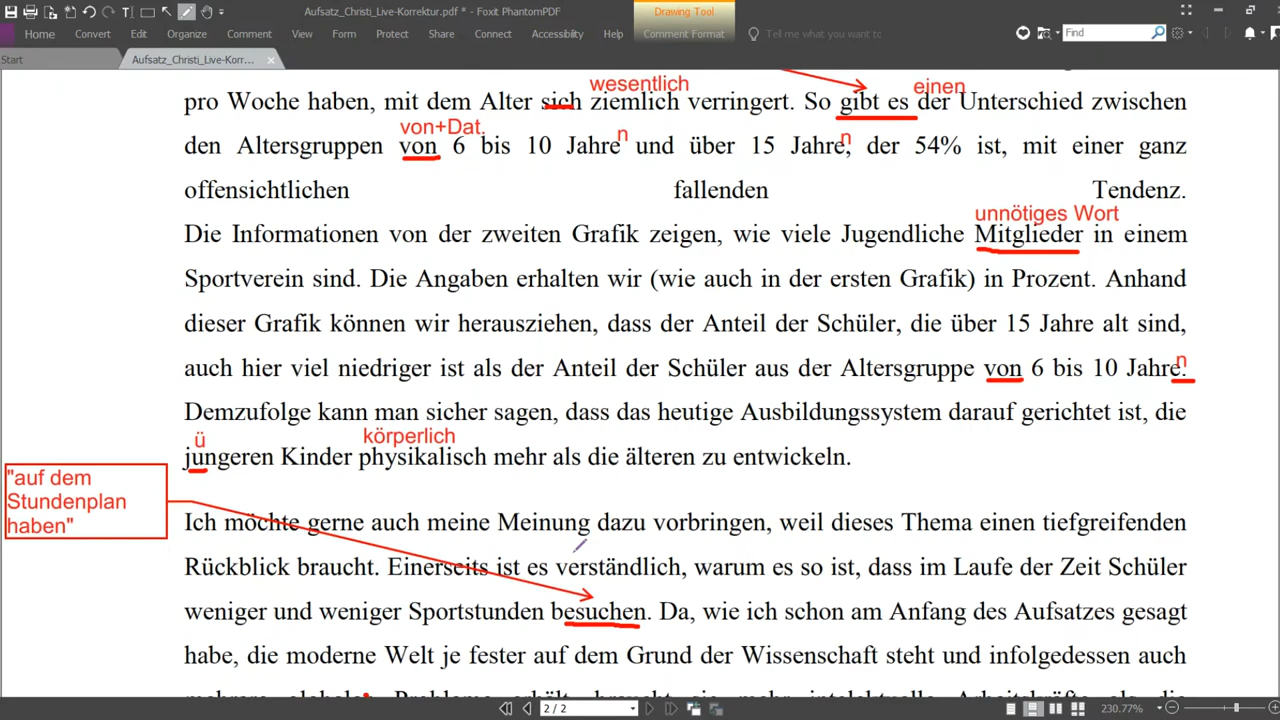 Aufsatz_Christi_Live-Korrektur.pdf * - Foxit PhantomPDF
Drawing Tool
Home Convert Edit Organize Comment View Form Protect Share Connect Accessibility Help Comment Format Tell me what you want to Find
Start Aufsatz_Christi_Live-Korr...
wesentlich einen
pro Woche haben, mit dem Alter sich ziemlich verringert. So gibt es der Unterschied zwischen
von+Dat. n n
den Altersgruppen von 6 bis 10 Jahre und über 15 Jahre, der 54% ist, mit einer ganz
offensichtlichen fallenden Tendenz.
unnötiges Wort
Die Informationen von der zweiten Grafik zeigen, wie viele Jugendliche Mitglieder in einem
Sportverein sind. Die Angaben erhalten wir (wie auch in der ersten Grafik) in Prozent. Anhand
dieser Grafik können wir herausziehen, dass der Anteil der Schüler, die über 15 Jahre alt sind,
n
auch hier viel niedriger ist als der Anteil der Schüler aus der Altersgruppe von 6 bis 10 Jahre.
Demzufolge kann man sicher sagen, dass das heutige Ausbildungssystem darauf gerichtet ist, die
ü körperlich
jungeren Kinder physikalisch mehr als die älteren zu entwickeln.
"auf dem
Stundenplan
haben"
Ich möchte gerne auch meine Meinung dazu vorbringen, weil dieses Thema einen tiefgreifenden
Rückblick braucht. Einerseits ist es verständlich, warum es so ist, dass im Laufe der Zeit Schüler
weniger und weniger Sportstunden besuchen. Da, wie ich schon am Anfang des Aufsatzes gesagt
habe, die moderne Welt je fester auf dem Grund der Wissenschaft steht und infolgedessen auch
2 / 2
230.77%